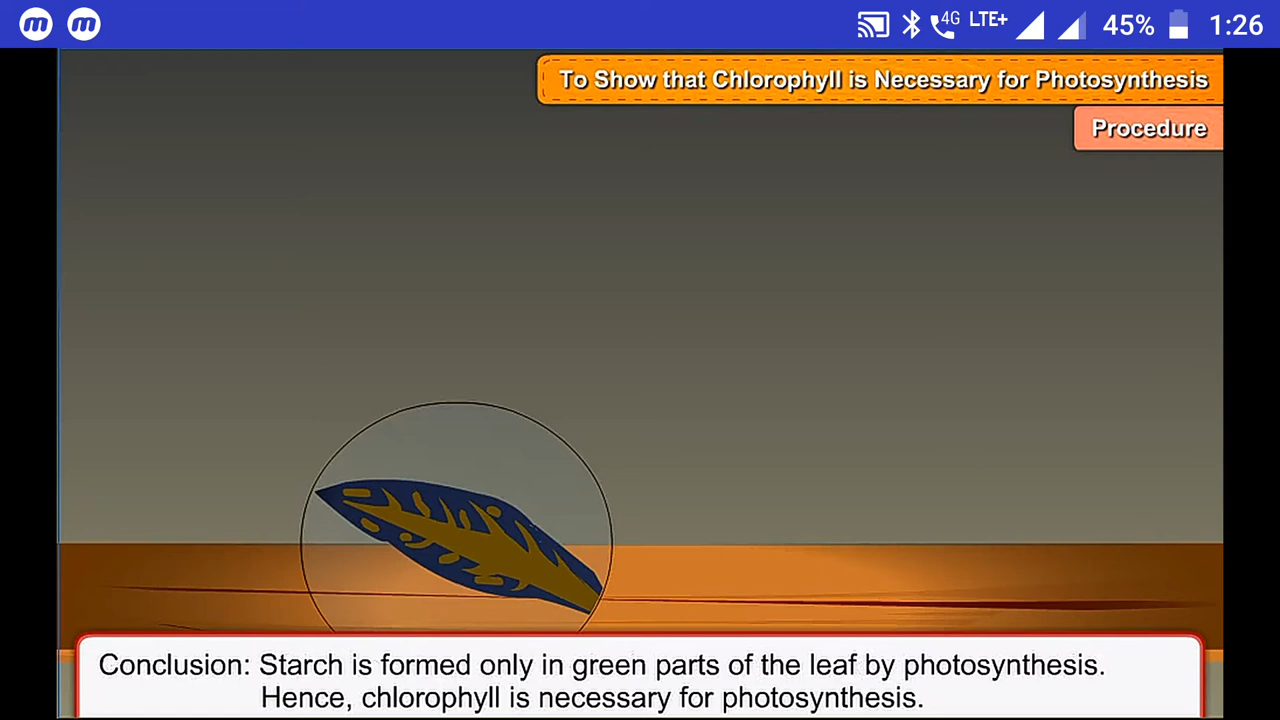 m m 4G LTE+ 45% 1:26
To Show that Chlorophyll is Necessary for Photosynthesis
Procedure
Conclusion: Starch is formed only in green parts of the leaf by photosynthesis.
Hence, chlorophyll is necessary for photosynthesis.